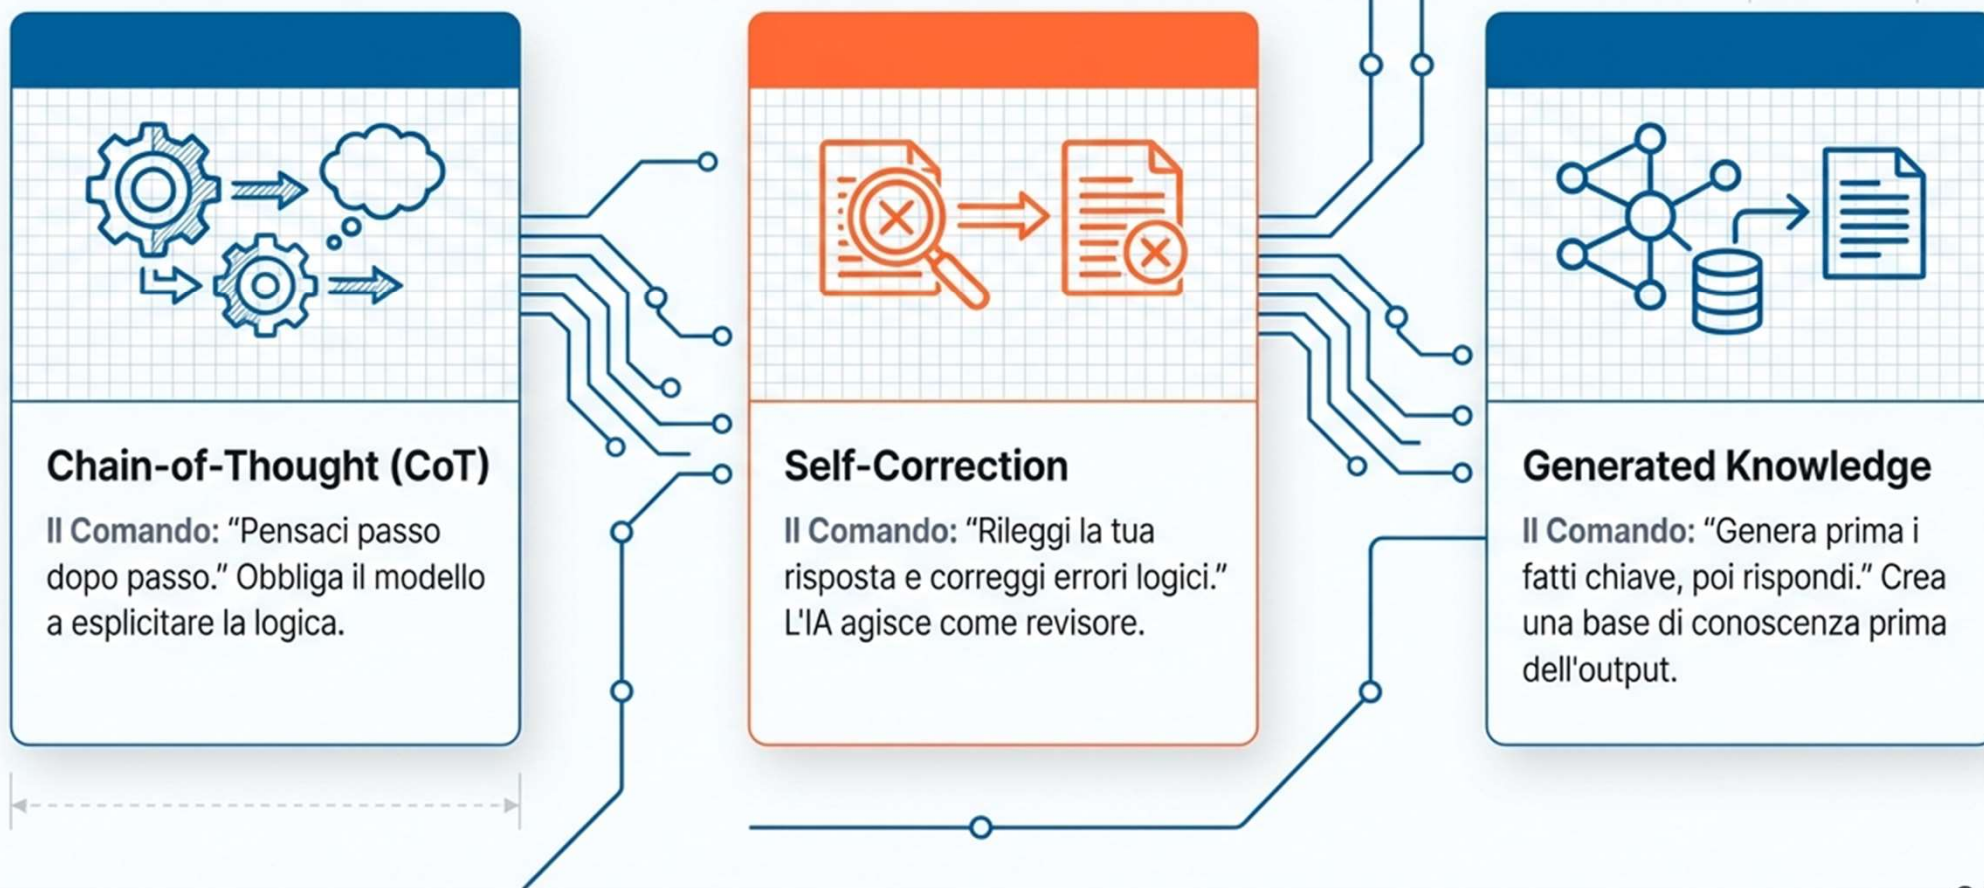 Chain-of-Thought (CoT)
Il Comando: “Pensaci passo
dopo passo.” Obbliga il modello
a esplicitare la logica.
Self-Correction
Il Comando: “Rileggi la tua
risposta e correggi errori logici.”
L'IA agisce come revisore.
Generated Knowledge
Il Comando: “Genera prima i
fatti chiave, poi rispondi.” Crea
una base di conoscenza prima
dell'output.